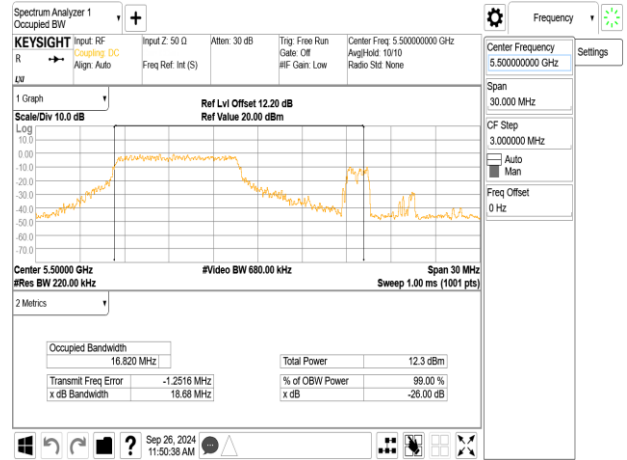 Spectrum Analyzer 1
Occupied BW
Frequency
KEYSIGHT
R
Input: RF
Coupling: DC
Align: Auto
Input Z: 50 Ω
Freq Ref: Int (S)
Atten: 30 dB
Trig: Free Run
Gate: Off
#IF Gain: Low
Center Freq: 5.500000000 GHz
Avg|Hold: 10/10
Radio Std: None
1 Graph
Scale/Div 10.0 dB
Ref Lvl Offset 12.20 dB
Ref Value 20.00 dBm
Log
10.0
0.00
-10.0
-20.0
-30.0
-40.0
-50.0
-60.0
-70.0
Center 5.50000 GHz
#Res BW 220.00 kHz
#Video BW 680.00 kHz
Span 30 MHz
Sweep 1.00 ms (1001 pts)
2 Metrics
Occupied Bandwidth
16.820 MHz
Transmit Freq Error -1.2516 MHz
x dB Bandwidth 18.68 MHz
Total Power 12.3 dBm
% of OBW Power 99.00 %
x dB -26.00 dB
Center Frequency
5.500000000 GHz
Settings
Span
30.000 MHz
CF Step
3.000000 MHz
Auto
Man
Freq Offset
0 Hz
?
Sep 26, 2024
11:50:38 AM